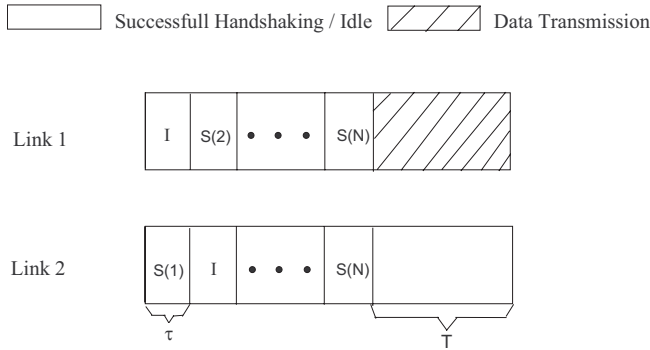 Successfull Handshaking / Idle
Data Transmission
Link 1
I
S(2)
• • •
S(N)
Link 2
S(1)
I
• • •
S(N)
τ
T